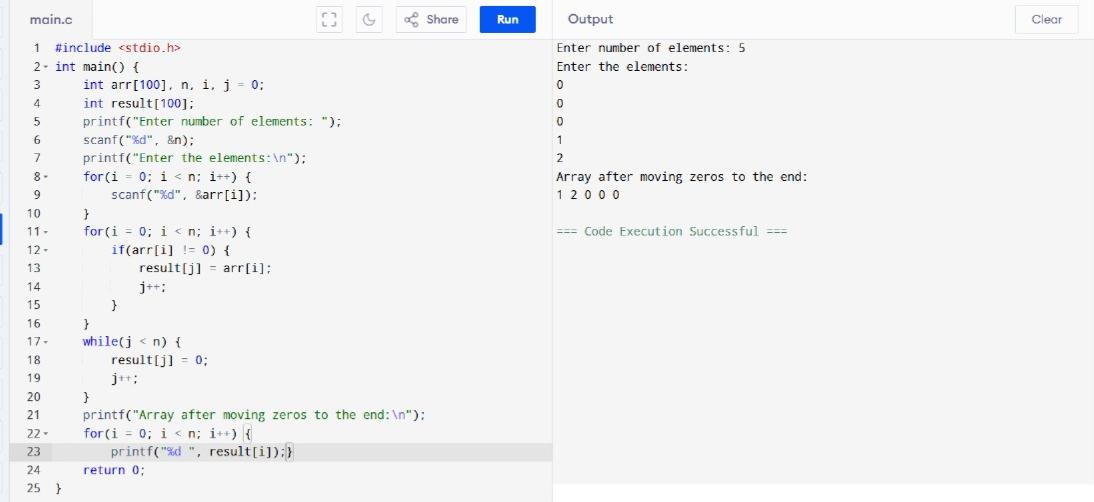 main.c
Share
Run
Output
Clear
1 #include <stdio.h>
2 int main() {
3     int arr[100], n, i, j = 0;
4     int result[100];
5     printf("Enter number of elements: ");
6     scanf("%d", &n);
7     printf("Enter the elements:\n");
8     for(i = 0; i < n; i++) {
9         scanf("%d", &arr[i]);
10     }
11     for(i = 0; i < n; i++) {
12         if(arr[i] != 0) {
13             result[j] = arr[i];
14             j++;
15         }
16     }
17     while(j < n) {
18         result[j] = 0;
19         j++;
20     }
21     printf("Array after moving zeros to the end:\n");
22     for(i = 0; i < n; i++) {
23         printf("%d ", result[i]);}
24     return 0;
25 }
Enter number of elements: 5
Enter the elements:
0
0
0
1
2
Array after moving zeros to the end:
1 2 0 0 0
=== Code Execution Successful ===